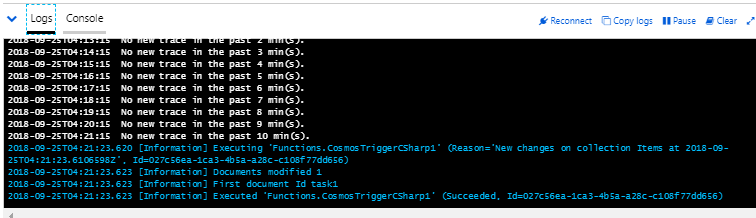 Logs Console Reconnect Copy logs Pause Clear
2018-09-25T04:13:15 No new trace in the past 2 min(s).
2018-09-25T04:14:15 No new trace in the past 3 min(s).
2018-09-25T04:15:15 No new trace in the past 4 min(s).
2018-09-25T04:16:15 No new trace in the past 5 min(s).
2018-09-25T04:17:15 No new trace in the past 6 min(s).
2018-09-25T04:18:15 No new trace in the past 7 min(s).
2018-09-25T04:19:15 No new trace in the past 8 min(s).
2018-09-25T04:20:15 No new trace in the past 9 min(s).
2018-09-25T04:21:15 No new trace in the past 10 min(s).
2018-09-25T04:21:23.620 [Information] Executing 'Functions.CosmosTriggerCSharp1' (Reason='New changes on collection Items at 2018-09-
25T04:21:23.6106598Z', Id=027c56ea-1ca3-4b5a-a28c-c108f77dd656)
2018-09-25T04:21:23.623 [Information] Documents modified 1
2018-09-25T04:21:23.623 [Information] First document Id task1
2018-09-25T04:21:23.623 [Information] Executed 'Functions.CosmosTriggerCSharp1' (Succeeded, Id=027c56ea-1ca3-4b5a-a28c-c108f77dd656)